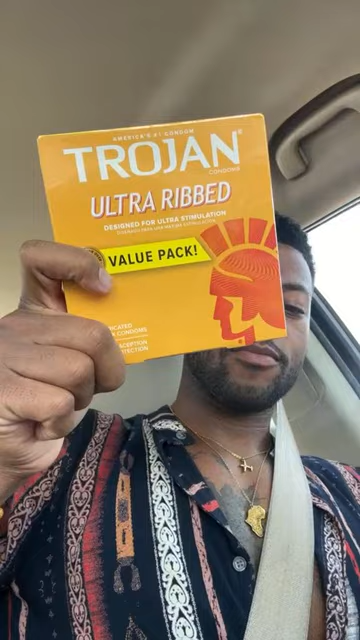 AMERICA'S #1 CONDOM
TROJAN®
CONDOMS
ULTRA RIBBED
DESIGNED FOR ULTRA STIMULATION
VALUE PACK!